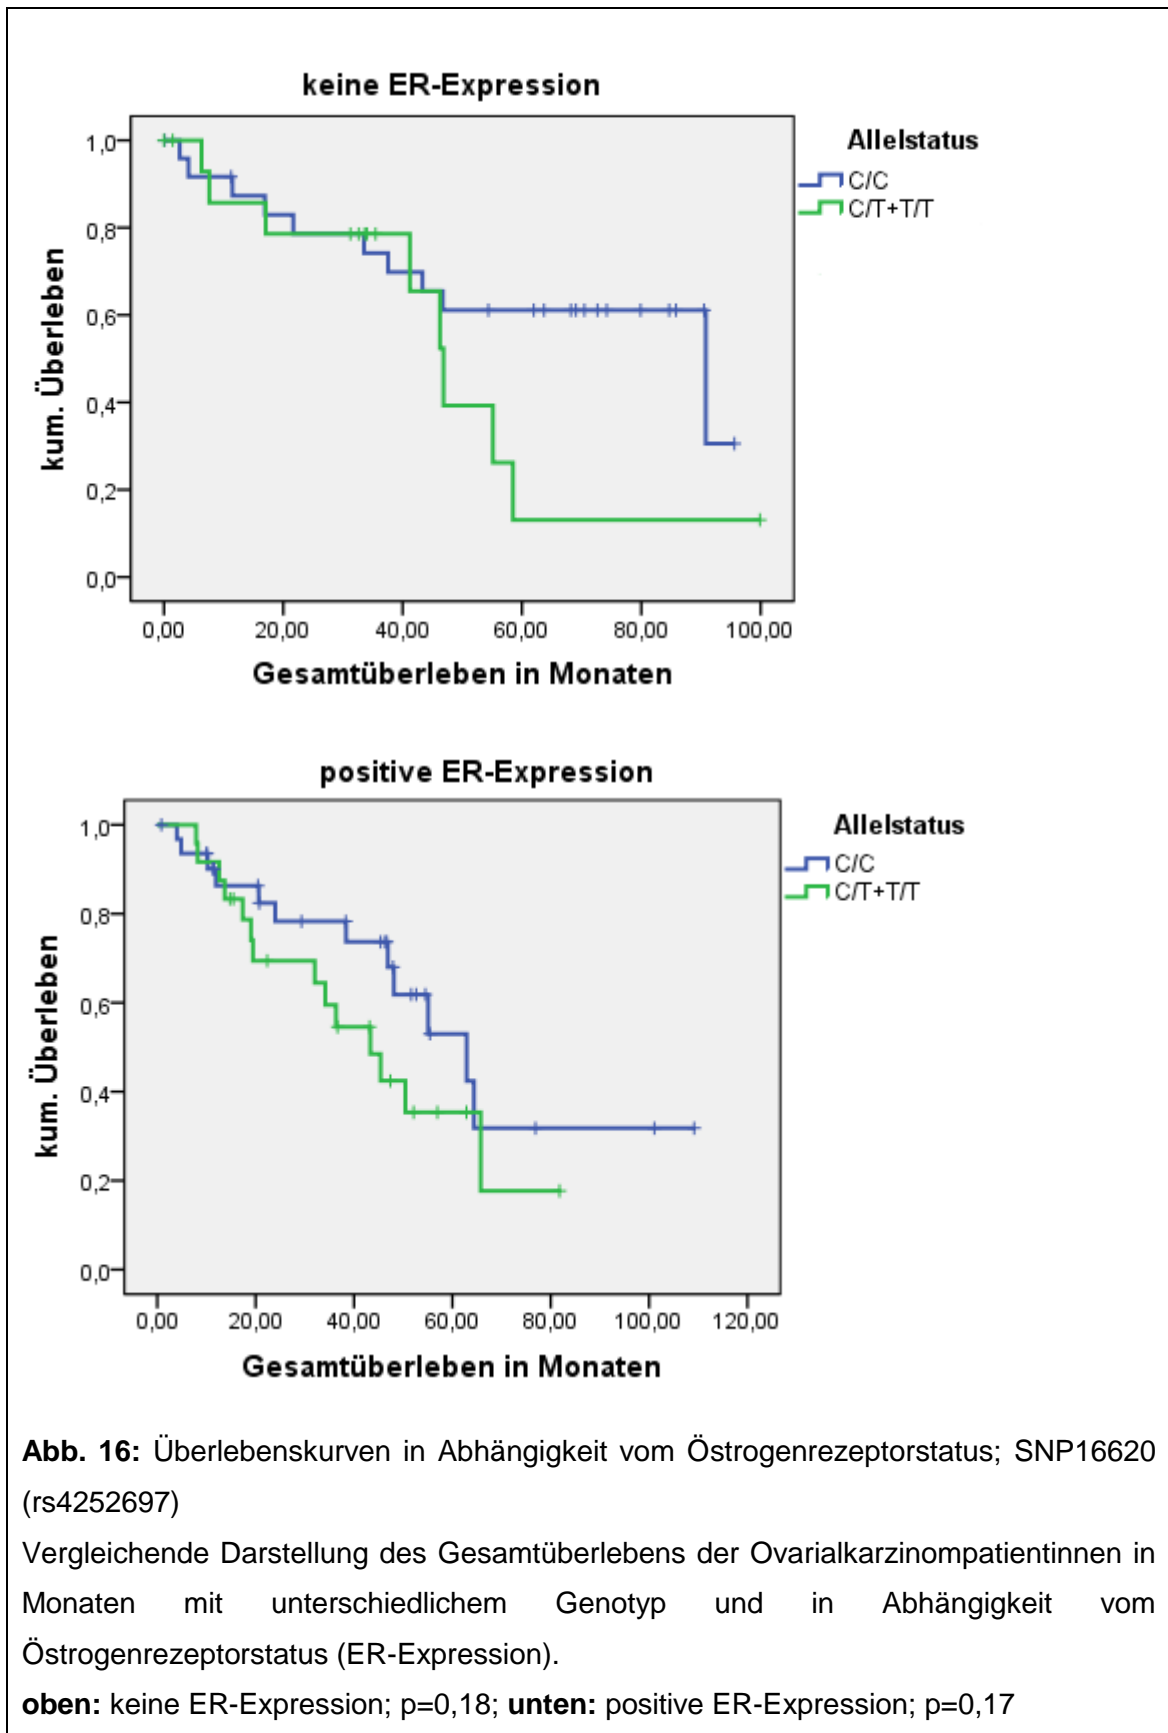 keine ER-Expression
Allelstatus
C/C
C/T+T/T
kum. Überleben
1,0
0,8
0,6
0,4
0,2
0,0
0,00 20,00 40,00 60,00 80,00 100,00
Gesamtüberleben in Monaten
positive ER-Expression
Allelstatus
C/C
C/T+T/T
kum. Überleben
1,0
0,8
0,6
0,4
0,2
0,0
0,00 20,00 40,00 60,00 80,00 100,00 120,00
Gesamtüberleben in Monaten
Abb. 16: Überlebenskurven in Abhängigkeit vom Östrogenrezeptorstatus; SNP16620
(rs4252697)
Vergleichende Darstellung des Gesamtüberlebens der Ovarialkarzinompatientinnen in
Monaten mit unterschiedlichem Genotyp und in Abhängigkeit vom
Östrogenrezeptorstatus (ER-Expression).
oben: keine ER-Expression; p=0,18; unten: positive ER-Expression; p=0,17